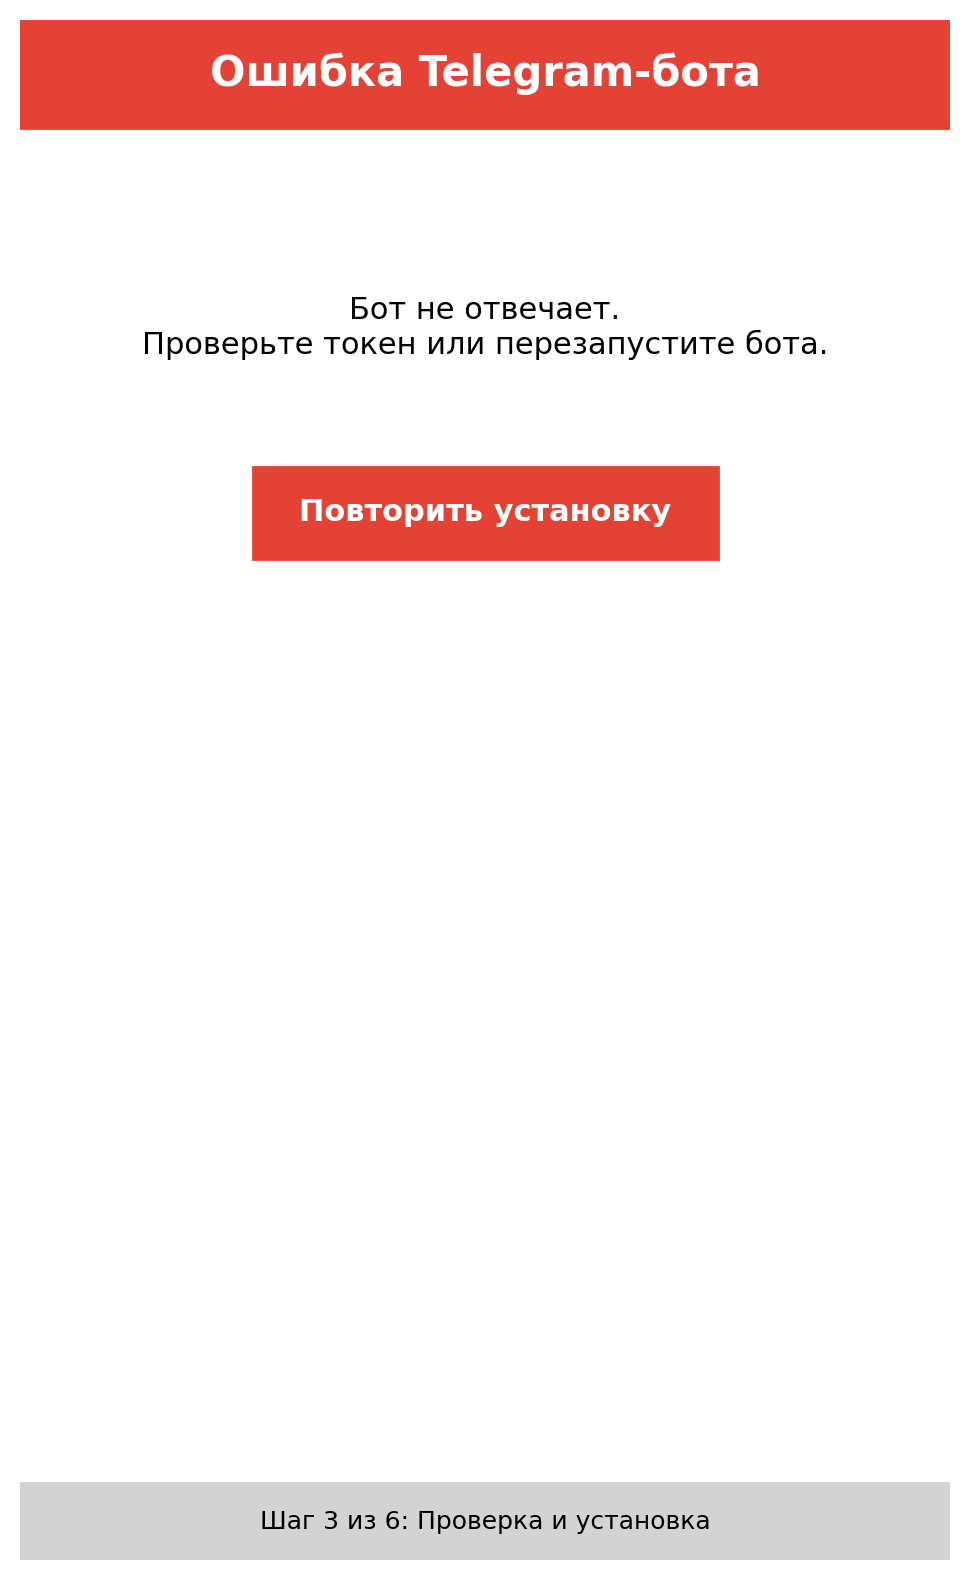 Ошибка Telegram-бота
Бот не отвечает.
Проверьте токен или перезапустите бота.
Повторить установку
Шаг 3 из 6: Проверка и установка